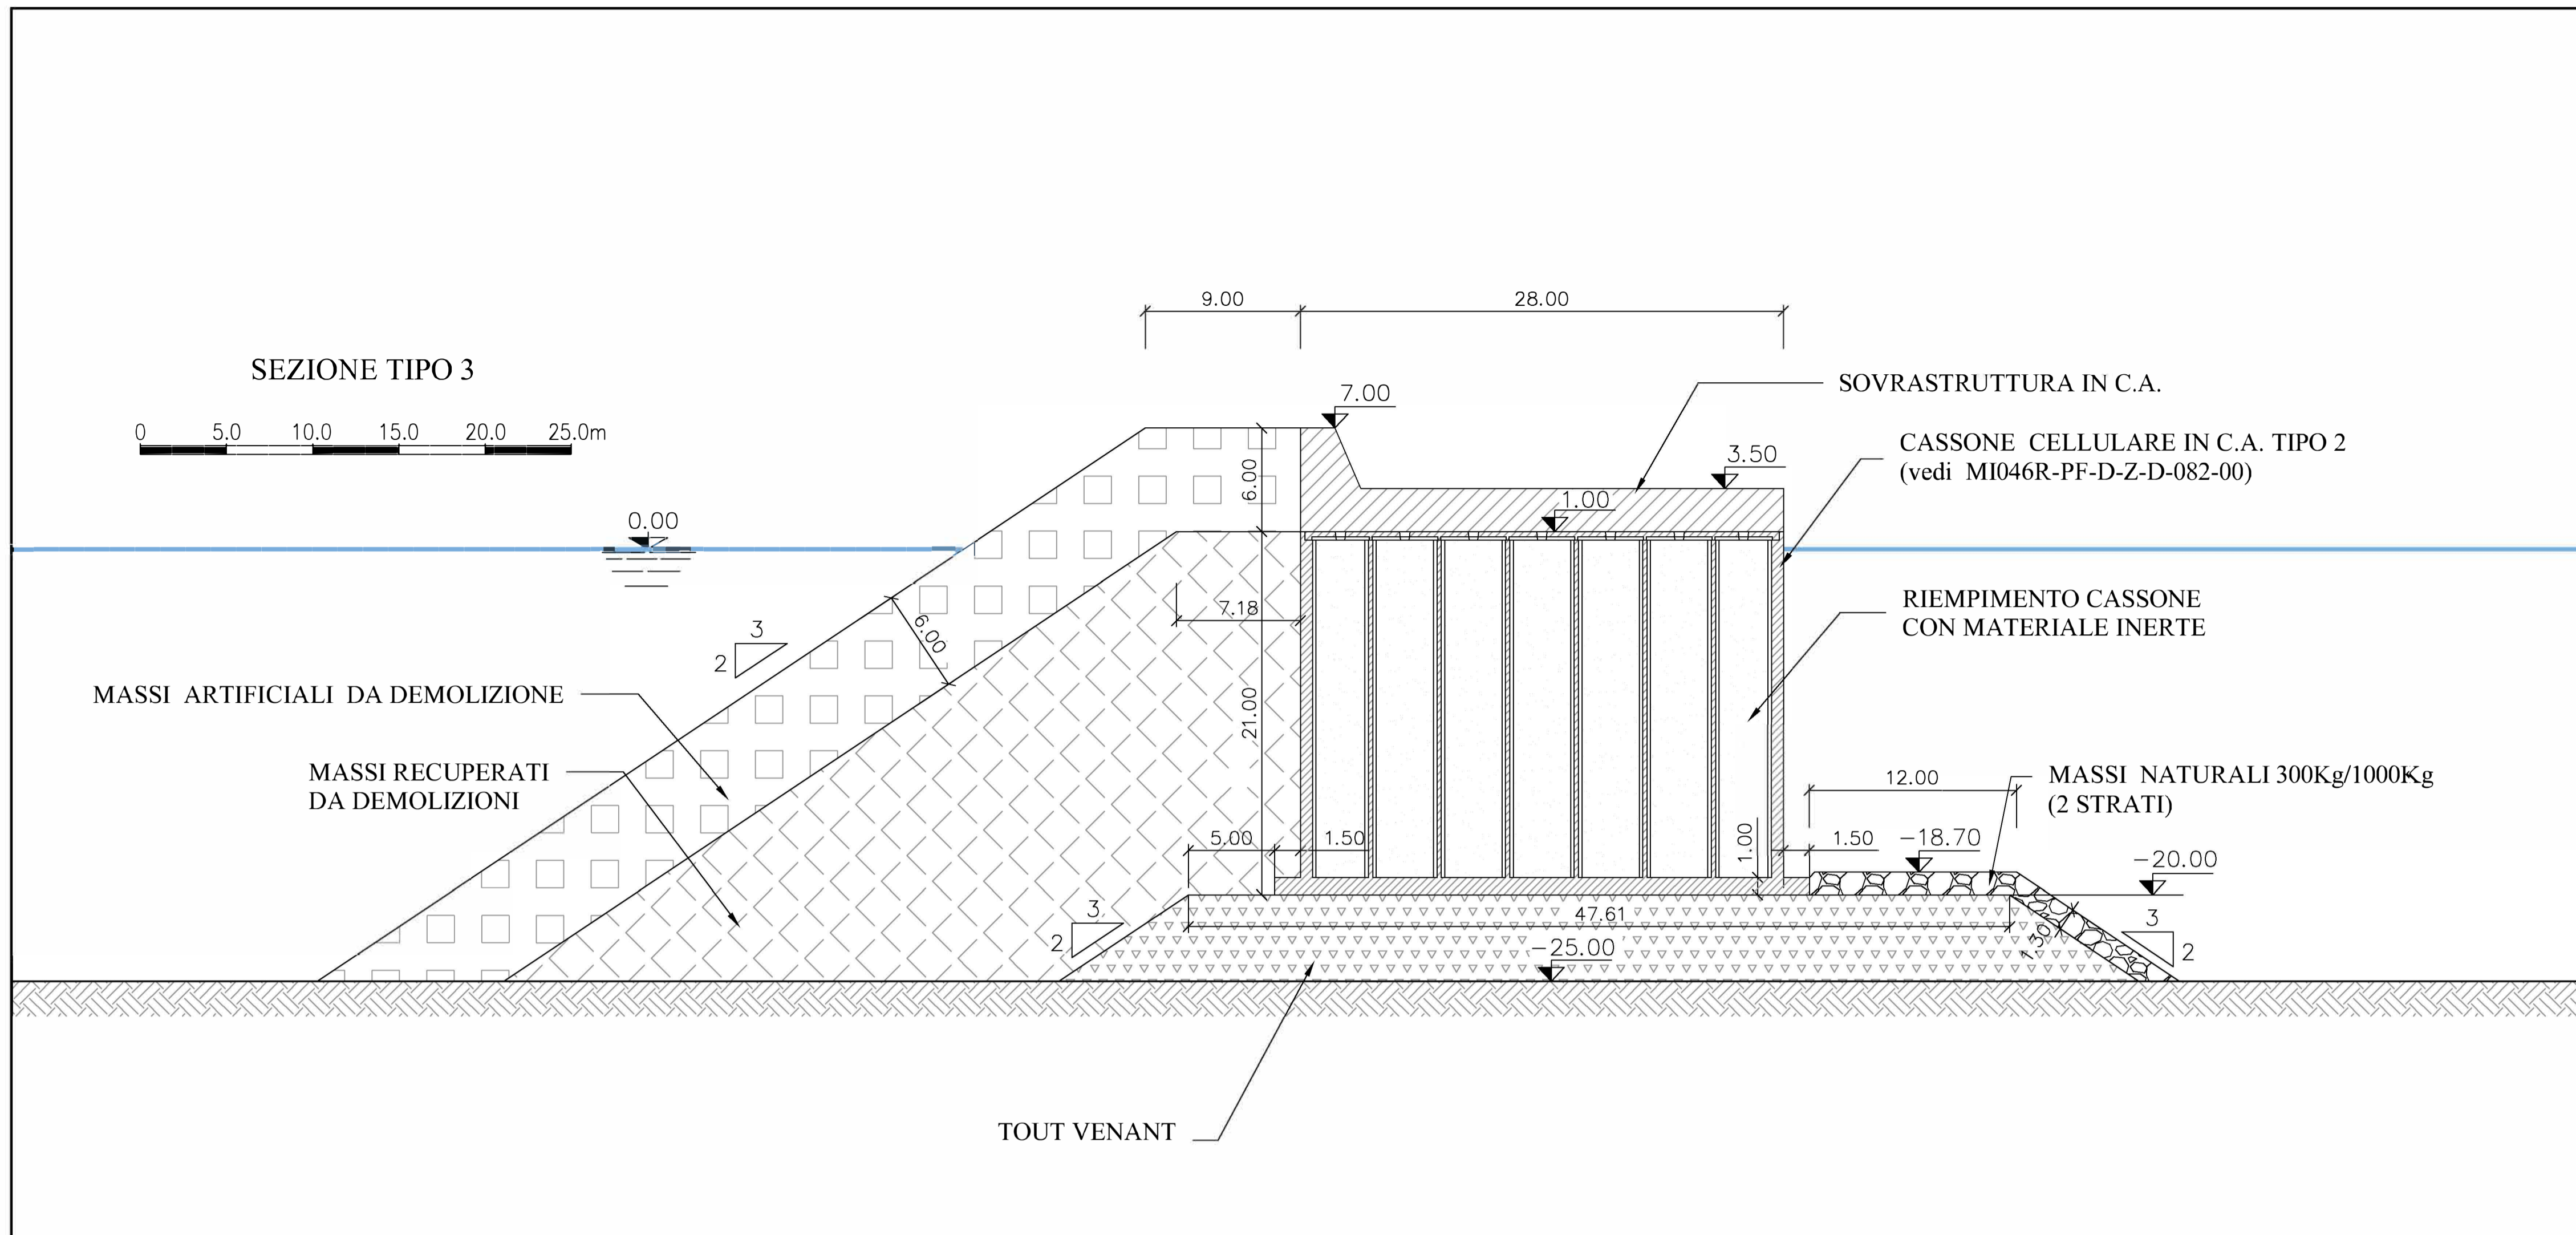 9.00
28.00
SEZIONE TIPO 3
0 5.0 10.0 15.0 20.0 25.0m
7.00
SOVRASTRUTTURA IN C.A.
CASSONE CELLULARE IN C.A. TIPO 2
(vedi MI046R-PF-D-Z-D-082-00)
3.50
6.00
1.00
0.00
RIEMPIMENTO CASSONE
CON MATERIALE INERTE
7.18
6.00
3
2
MASSI ARTIFICIALI DA DEMOLIZIONE
21.00
MASSI RECUPERATI
DA DEMOLIZIONI
12.00
MASSI NATURALI 300Kg/1000Kg
(2 STRATI)
5.00
1.50
1.00
1.50
-18.70
-20.00
3
2
47.61
1.30
3
2
-25.00
TOUT VENANT